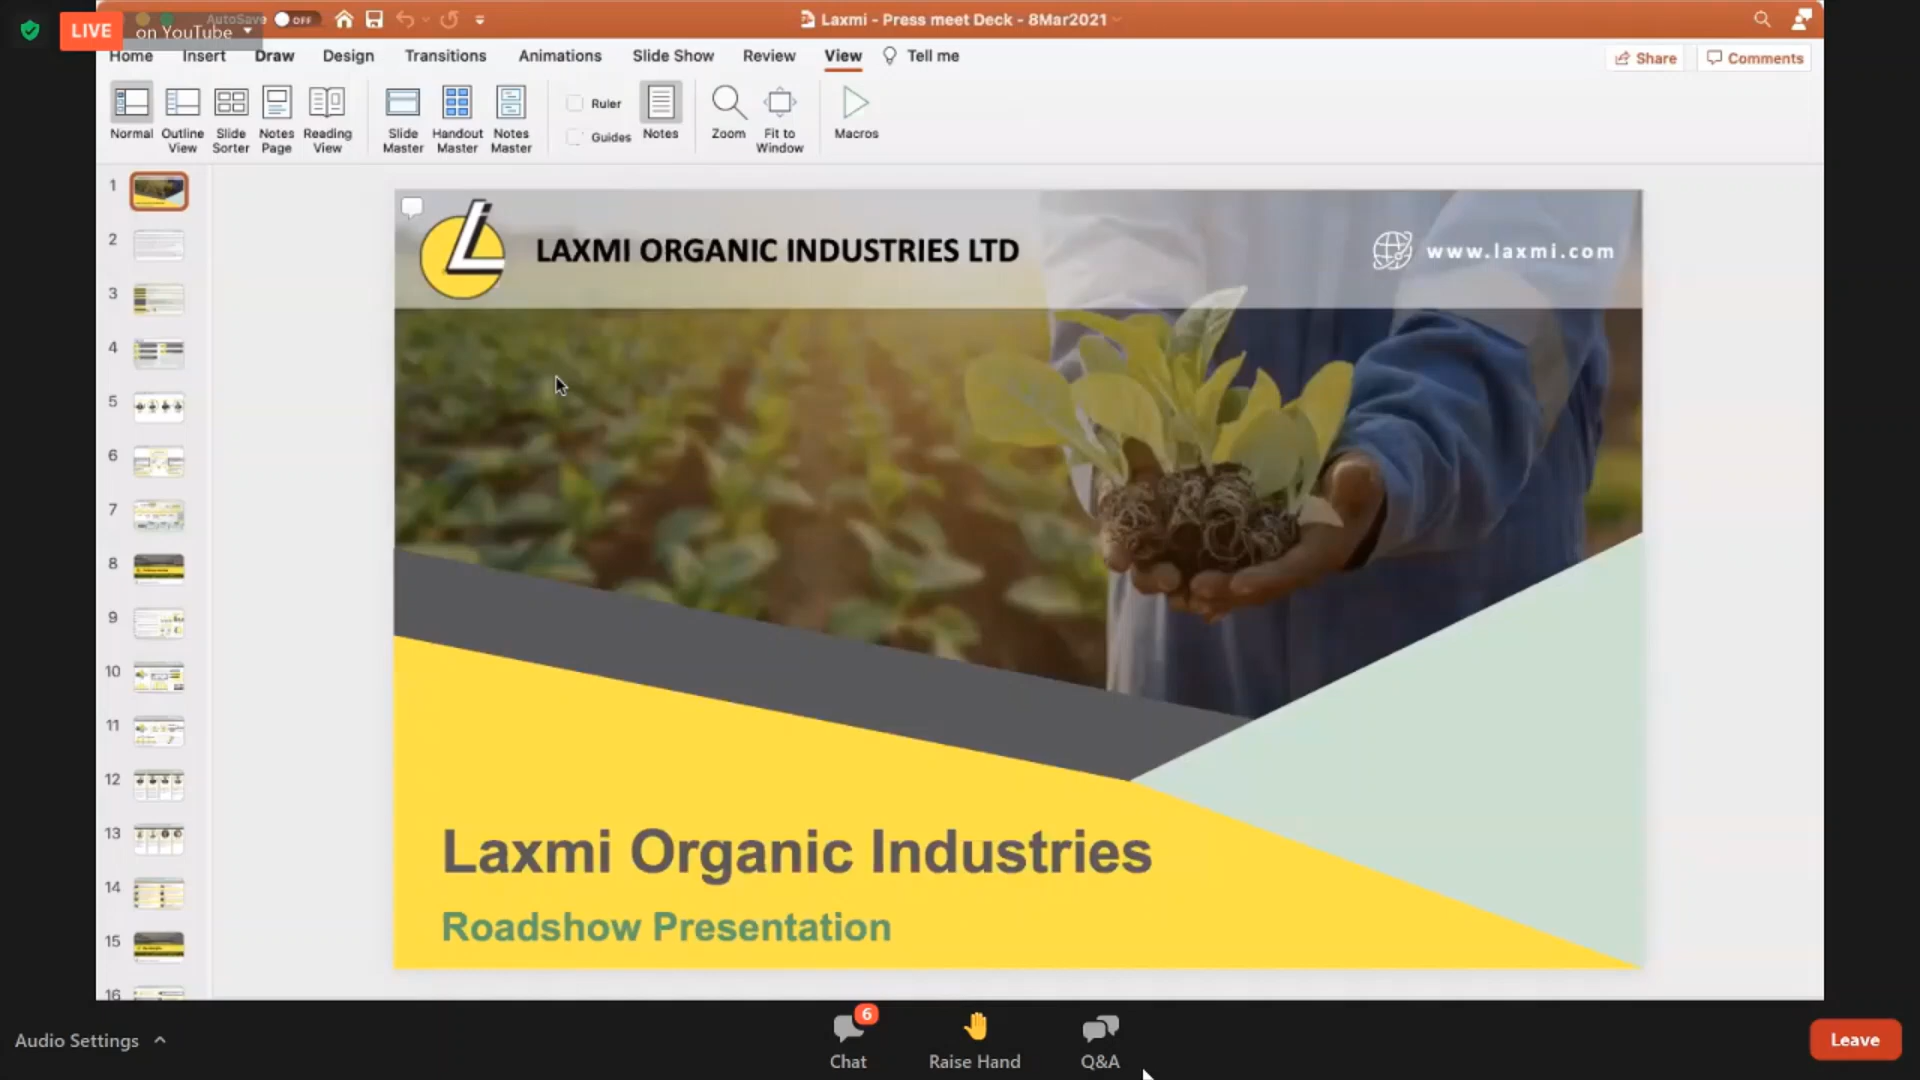 LIVE
on YouTube
AutoSave
OFF
Laxmi - Press meet Deck - 8Mar2021
Home Insert Draw Design Transitions Animations Slide Show Review View Tell me
Share Comments
Normal
Outline View
Slide Sorter
Notes Page
Reading View
Slide Master
Handout Master
Notes Master
Ruler
Guides
Notes
Zoom
Fit to Window
Macros
1
2
3
4
5
6
7
8
9
10
11
12
13
14
15
16
LAXMI ORGANIC INDUSTRIES LTD
www.laxmi.com
Laxmi Organic Industries
Roadshow Presentation
Audio Settings
6
Chat
Raise Hand
Q&A
Leave